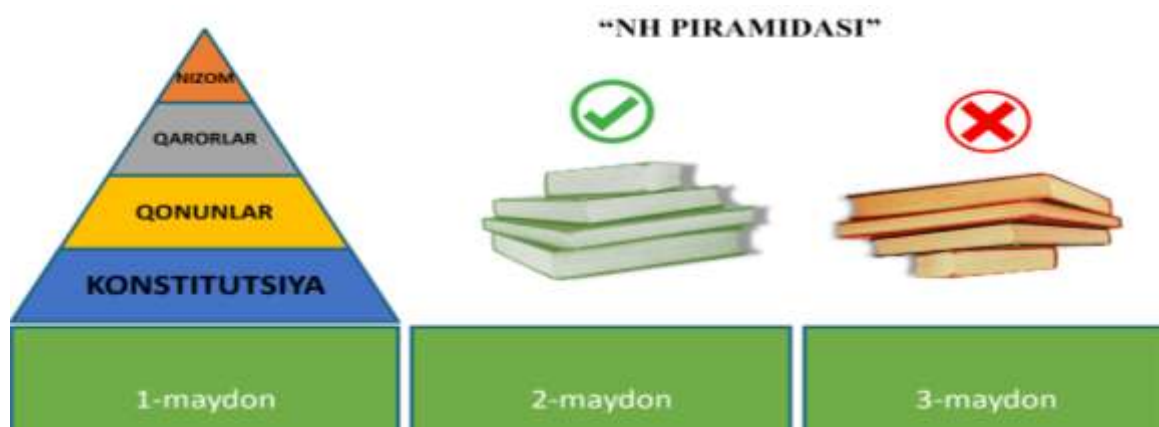 “NH PIRAMIDASI”
NIZOM
QARORLAR
QONUNLAR
KONSTITUTSIYA
1-maydon
2-maydon
3-maydon